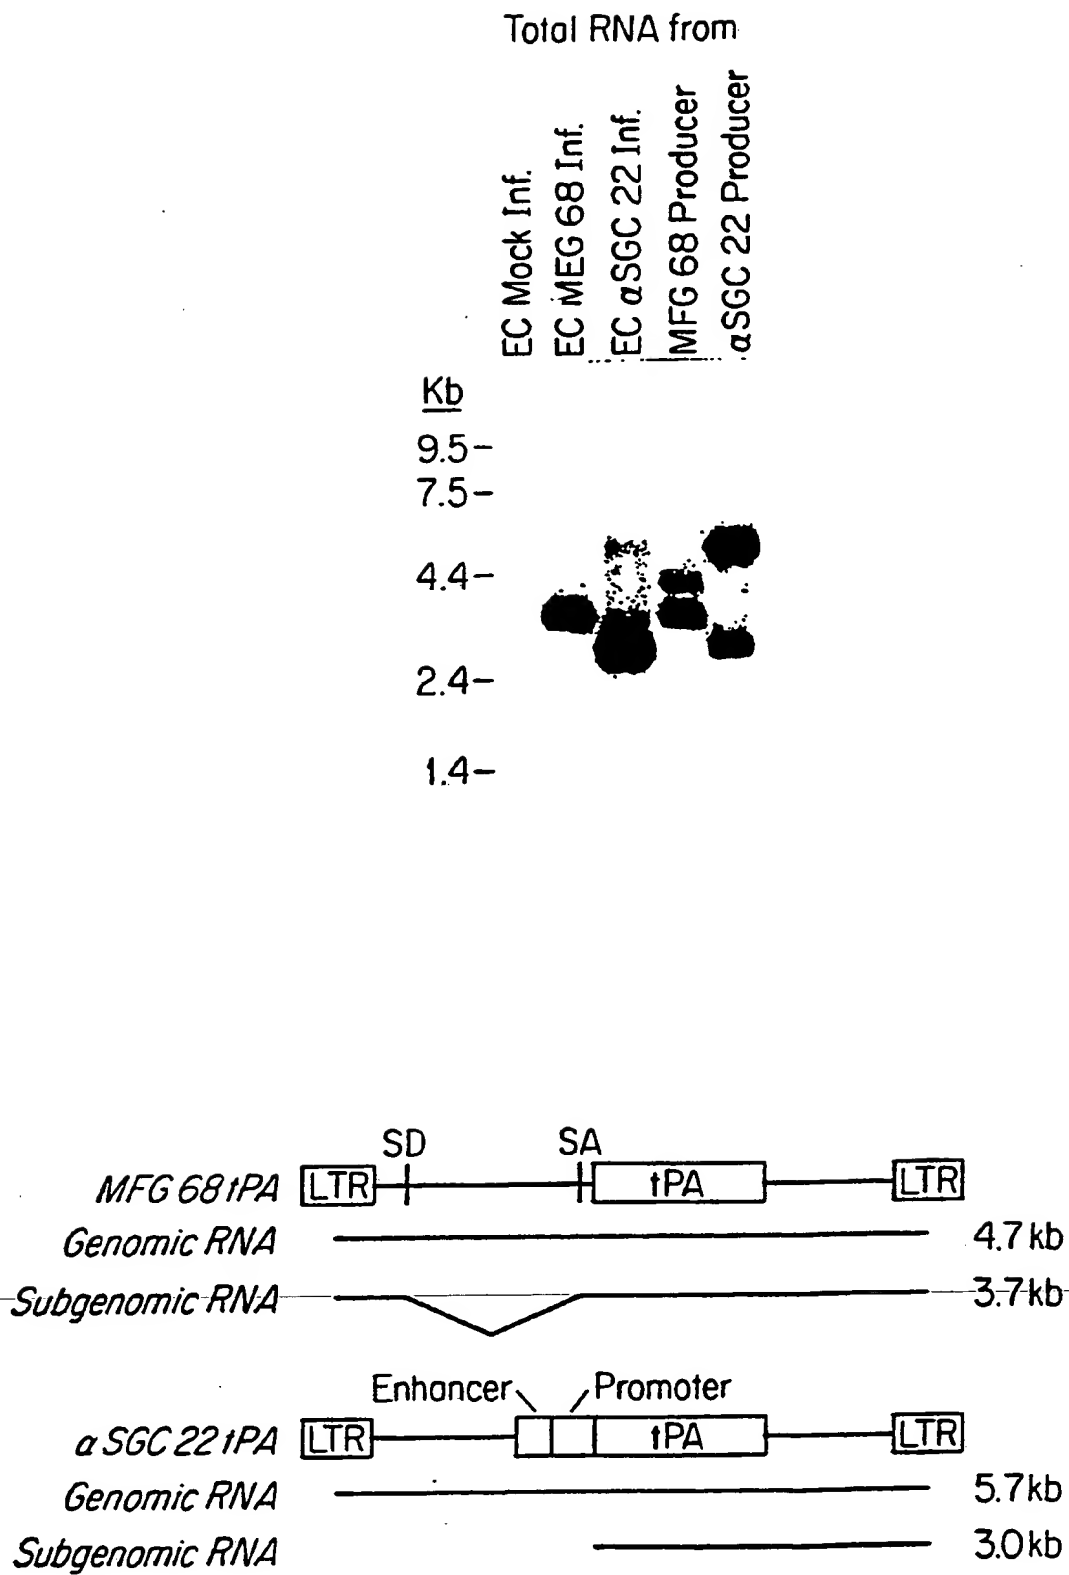 Total RNA from
EC Mock Inf.
EC MEG 68 Inf.
EC αSGC 22 Inf.
MFG 68 Producer
αSGC 22 Producer
Kb
9.5-
7.5-
4.4-
2.4-
1.4-
SD SA
MFG 68 tPA LTR tPA LTR
Genomic RNA 4.7 kb
Subgenomic RNA 3.7 kb
Enhancer Promoter
α SGC 22 tPA LTR tPA LTR
Genomic RNA 5.7 kb
Subgenomic RNA 3.0 kb